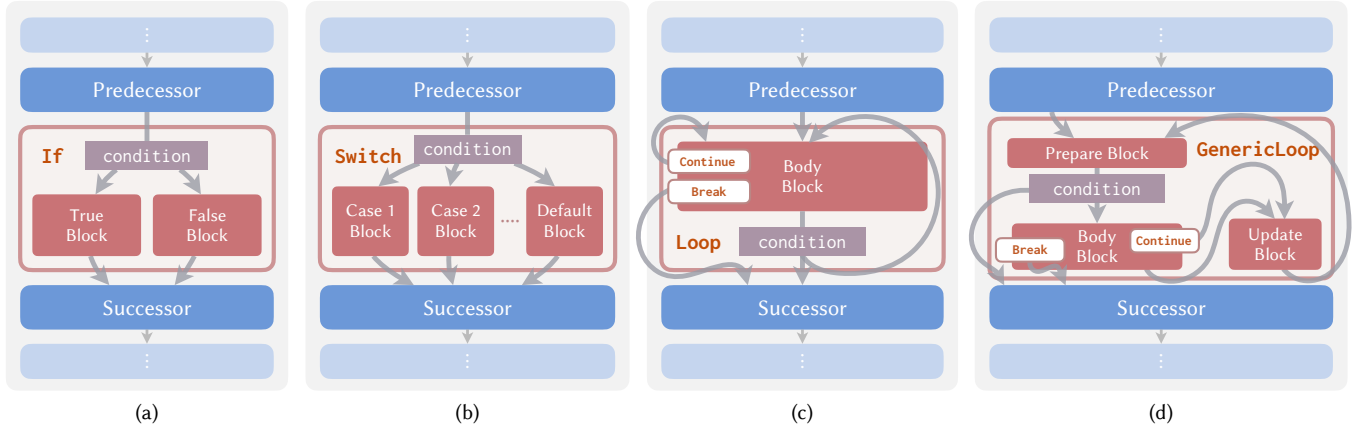 ⋮
Predecessor
If
condition
True
Block
False
Block
Successor
⋮
(a)
⋮
Predecessor
Switch
condition
Case 1
Block
Case 2
Block
....
Default
Block
Successor
⋮
(b)
⋮
Predecessor
Continue
Break
Body
Block
Loop
condition
Successor
⋮
(c)
⋮
Predecessor
Prepare Block
GenericLoop
condition
Break
Body
Block
Continue
Update
Block
Successor
⋮
(d)